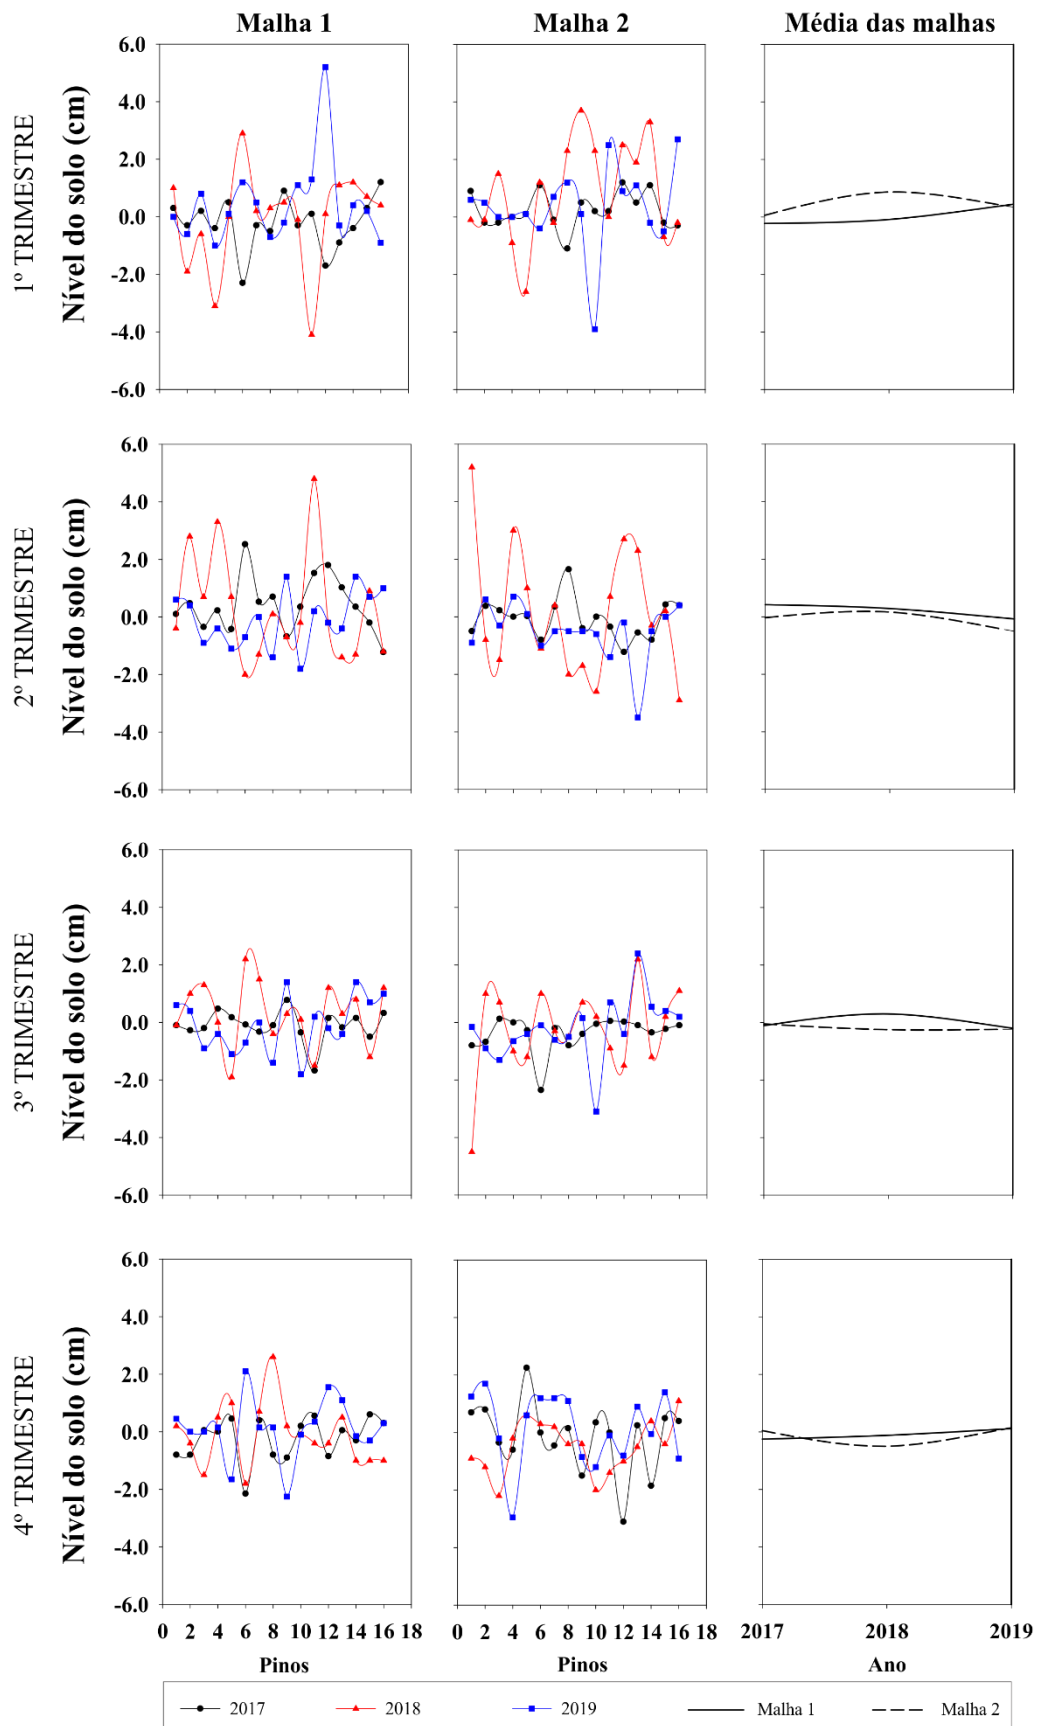 Malha 1 Malha 2 Média das malhas
1º TRIMESTRE
Nível do solo (cm)
6.0
4.0
2.0
0.0
-2.0
-4.0
-6.0
2º TRIMESTRE
Nível do solo (cm)
6.0
4.0
2.0
0.0
-2.0
-4.0
-6.0
3º TRIMESTRE
Nível do solo (cm)
6.0
4.0
2.0
0.0
-2.0
-4.0
-6.0
4º TRIMESTRE
Nível do solo (cm)
6.0
4.0
2.0
0.0
-2.0
-4.0
-6.0
0 2 4 6 8 10 12 14 16 18 0 2 4 6 8 10 12 14 16 18 2017 2018 2019
Pinos Pinos Ano
2017 2018 2019 Malha 1 Malha 2